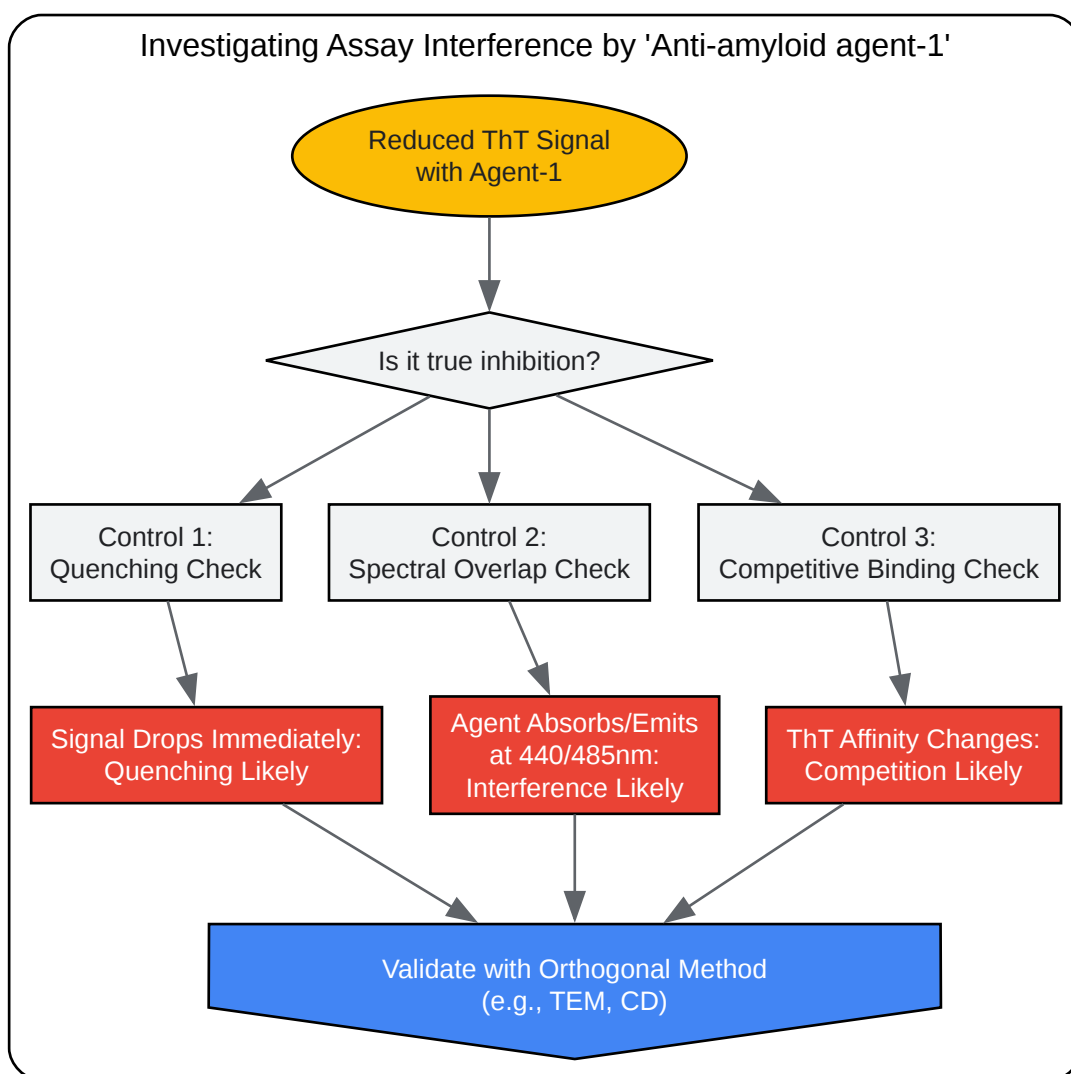 Investigating Assay Interference by 'Anti-amyloid agent-1'
Reduced ThT Signal
with Agent-1
Is it true inhibition?
Control 1:
Quenching Check
Control 2:
Spectral Overlap Check
Control 3:
Competitive Binding Check
Signal Drops Immediately:
Quenching Likely
Agent Absorbs/Emits
at 440/485nm:
Interference Likely
ThT Affinity Changes:
Competition Likely
Validate with Orthogonal Method
(e.g., TEM, CD)